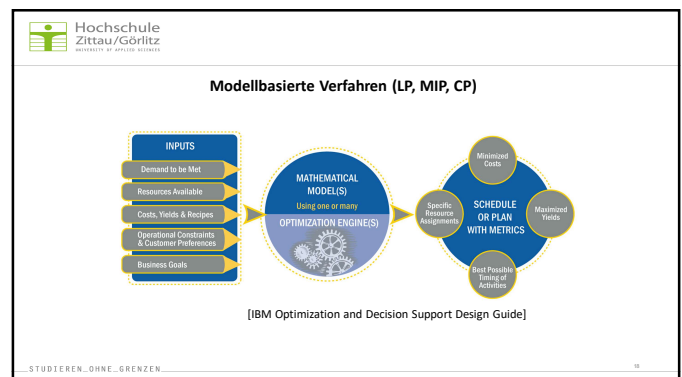 Hochschule
Zittau/Görlitz
UNIVERSITY OF APPLIED SCIENCES
Modellbasierte Verfahren (LP, MIP, CP)
INPUTS
Demand to be Met
Resources Available
Costs, Yields & Recipes
Operational Constraints
& Customer Preferences
Business Goals
MATHEMATICAL
MODEL(S)
Using one or many
OPTIMIZATION ENGINE(S)
Minimized
Costs
Specific
Resource
Assignments
SCHEDULE
OR PLAN
WITH METRICS
Maximized
Yields
Best Possible
Timing of
Activities
[IBM Optimization and Decision Support Design Guide]
STUDIEREN_OHNE_GRENZEN